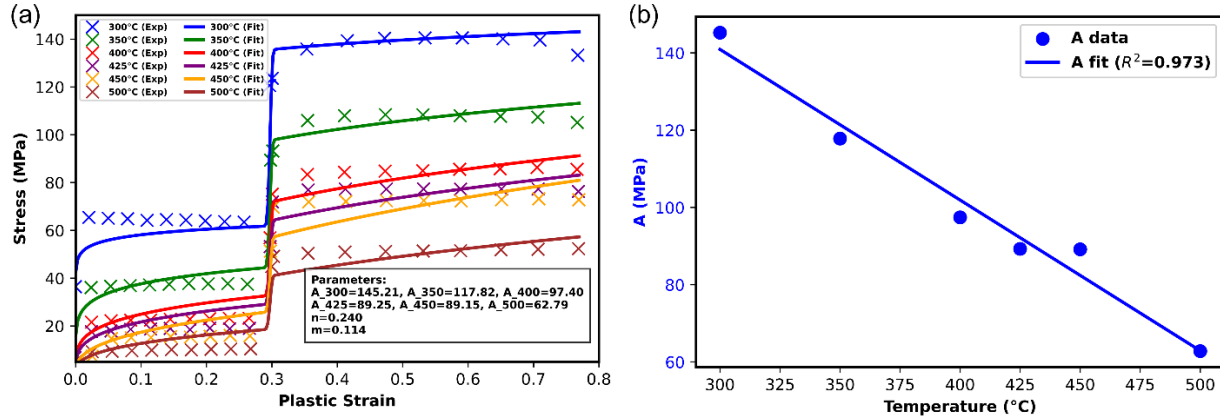 (a)
300°C (Exp) 300°C (Fit)
350°C (Exp) 350°C (Fit)
400°C (Exp) 400°C (Fit)
425°C (Exp) 425°C (Fit)
450°C (Exp) 450°C (Fit)
500°C (Exp) 500°C (Fit)
140
120
100
80
60
40
20
Stress (MPa)
Parameters:
A_300=145.21, A_350=117.82, A_400=97.40
A_425=89.25, A_450=89.15, A_500=62.79
n=0.240
m=0.114
0.0 0.1 0.2 0.3 0.4 0.5 0.6 0.7 0.8
Plastic Strain
(b)
A data
A fit (R²=0.973)
140
120
100
80
60
A (MPa)
300 325 350 375 400 425 450 475 500
Temperature (°C)